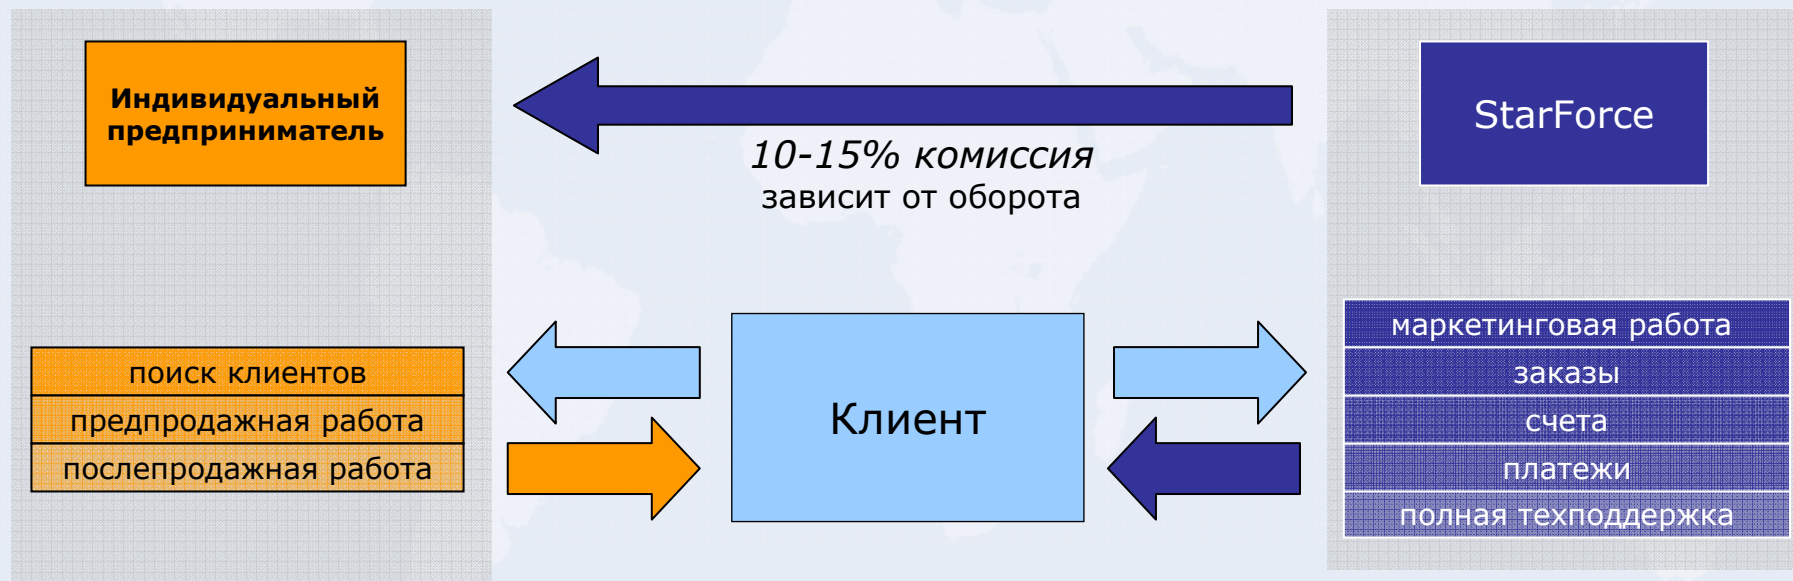 Индивидуальный
предприниматель
StarForce
10-15% комиссия
зависит от оборота
поиск клиентов
предпродажная работа
послепродажная работа
Клиент
маркетинговая работа
заказы
счета
платежи
полная техподдержка